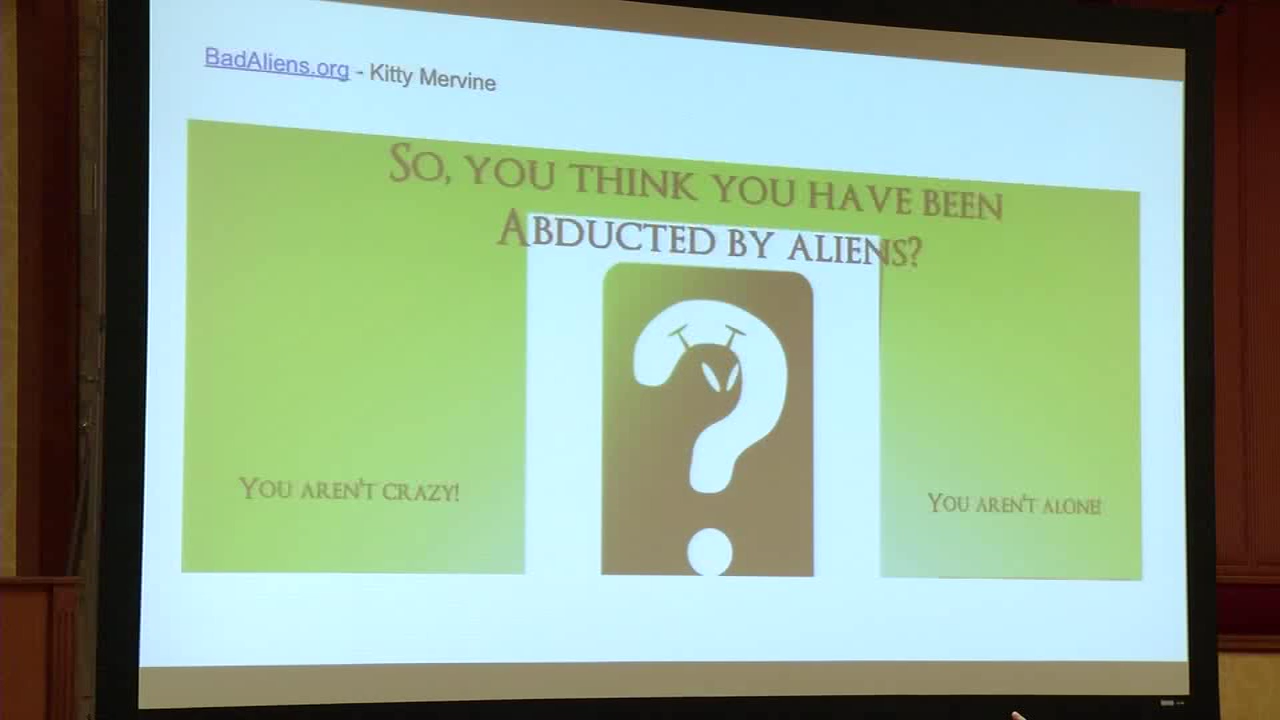 BadAliens.org - Kitty Mervine
So, you think you have been
Abducted by aliens?
You aren't crazy!
You aren't alone!